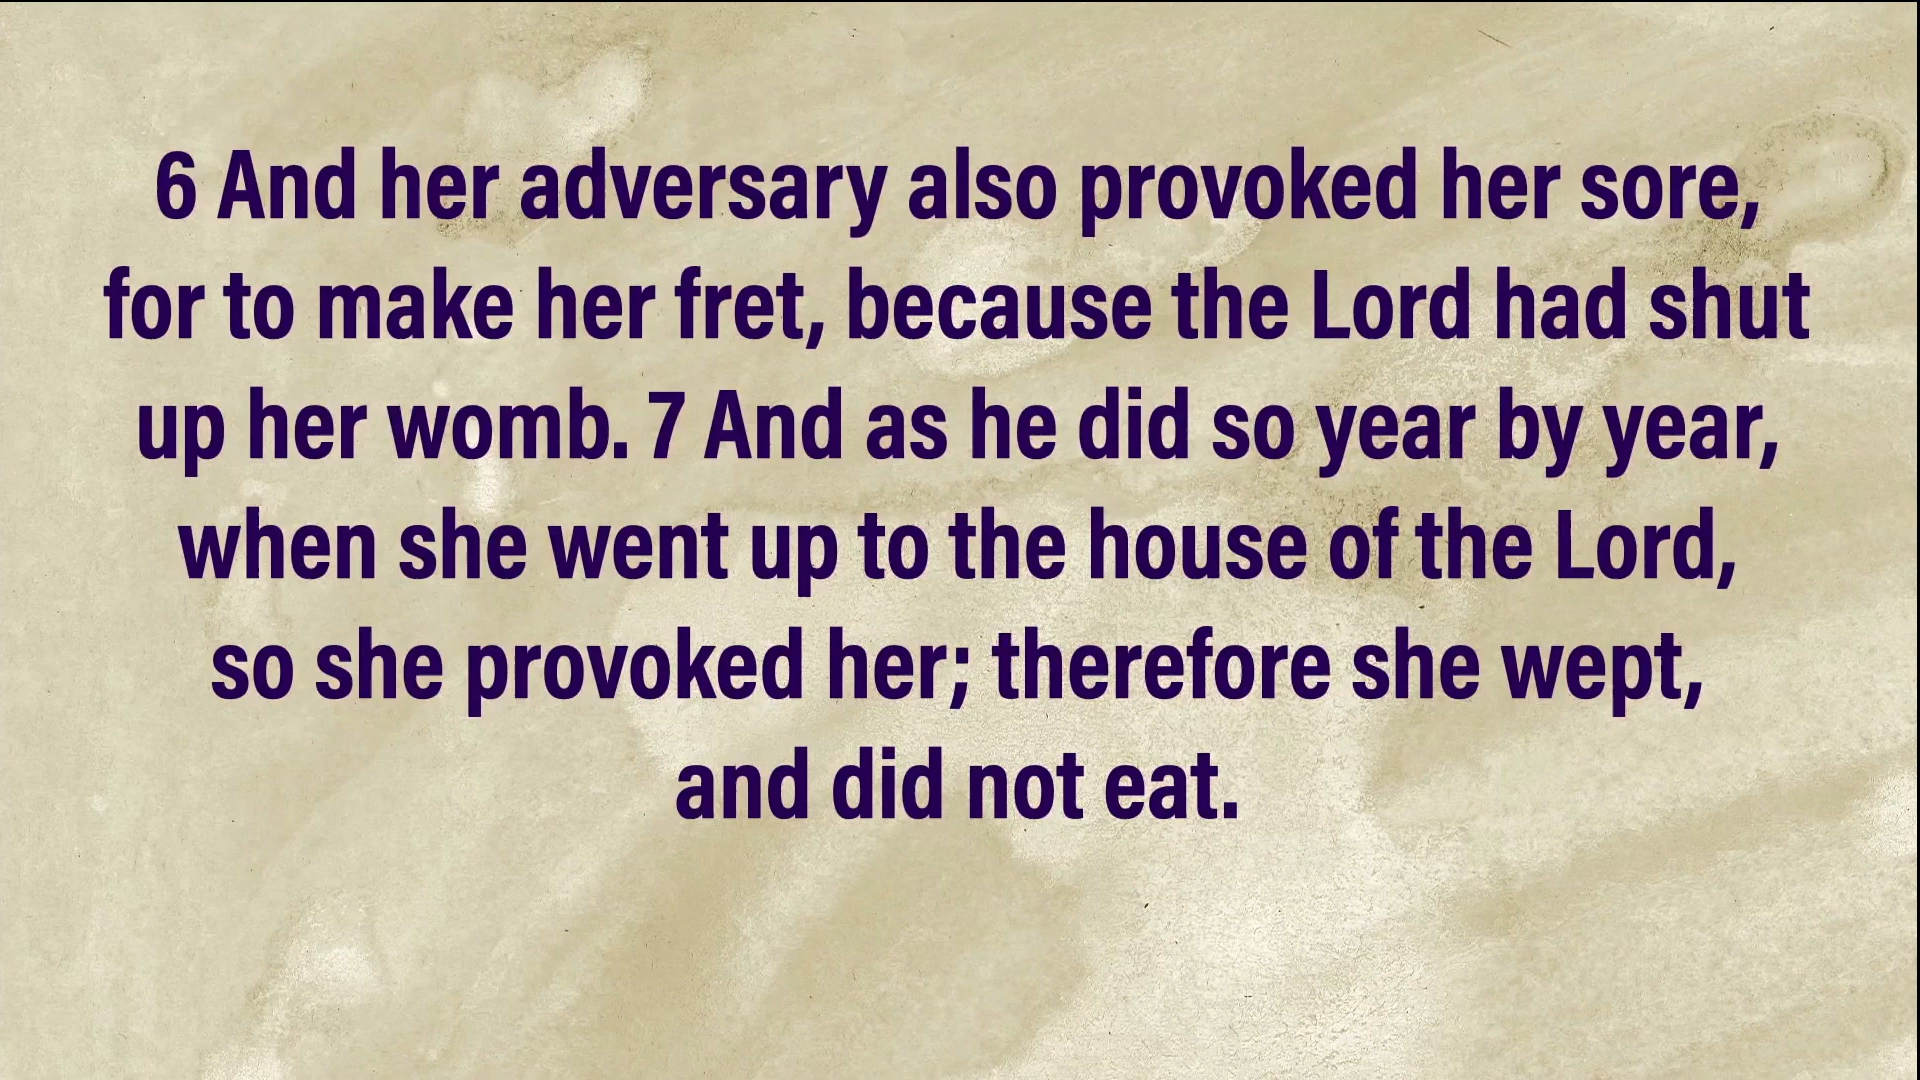 6 And her adversary also provoked her sore,
for to make her fret, because the Lord had shut
up her womb. 7 And as he did so year by year,
when she went up to the house of the Lord,
so she provoked her; therefore she wept,
and did not eat.